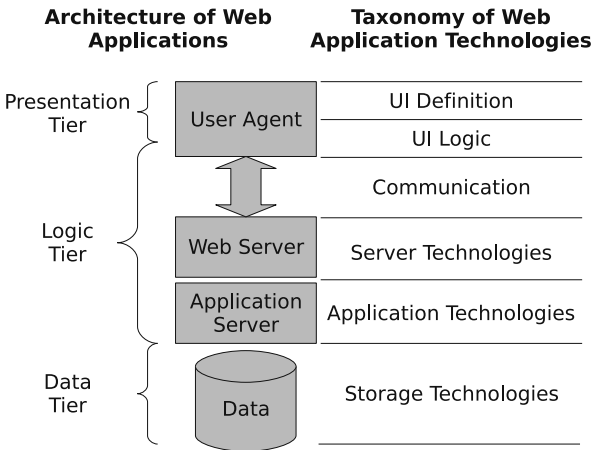 Architecture of Web
Applications
Taxonomy of Web
Application Technologies
Presentation
Tier
User Agent
UI Definition
UI Logic
Communication
Logic
Tier
Web Server
Server Technologies
Application
Server
Application Technologies
Data
Tier
Data
Storage Technologies